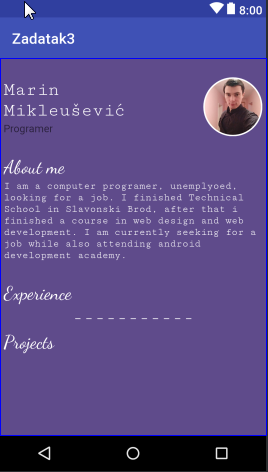 8:00
Zadatak3
Marin
Mikleušević
Programer
About me
I am a computer programer, unemplyoed,
looking for a job. I finished Technical
School in Slavonski Brod, after that i
finished a course in web design and web
development. I am currently seeking for a
job while also attending android
development academy.
Experience
-----------
Projects